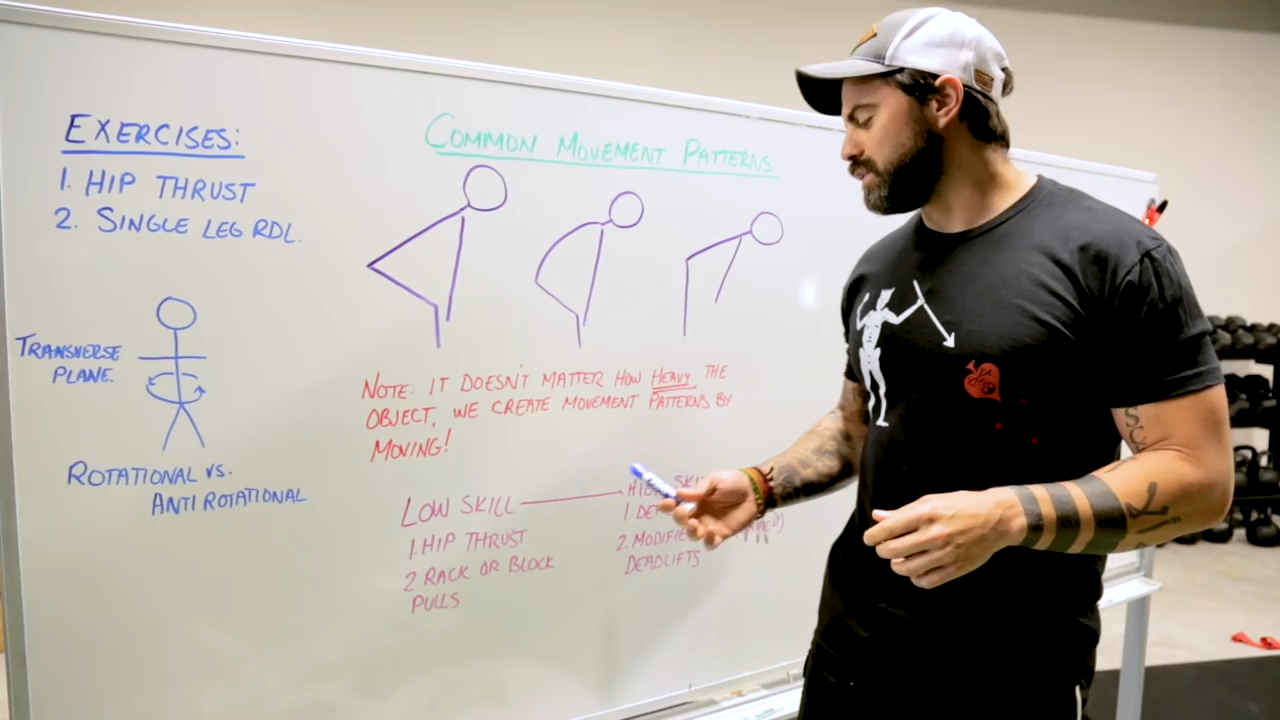 EXERCISES:
1. HIP THRUST
2. SINGLE LEG RDL.
TRANSVERSE
PLANE.
ROTATIONAL VS.
ANTI ROTATIONAL
COMMON MOVEMENT PATTERNS
NOTE: IT DOESN'T MATTER HOW HEAVY THE
OBJECT, WE CREATE MOVEMENT PATTERNS BY
MOVING!
LOW SKILL
1. HIP THRUST
2. RACK OR BLOCK
PULLS
1
2. 
DEADLIFTS